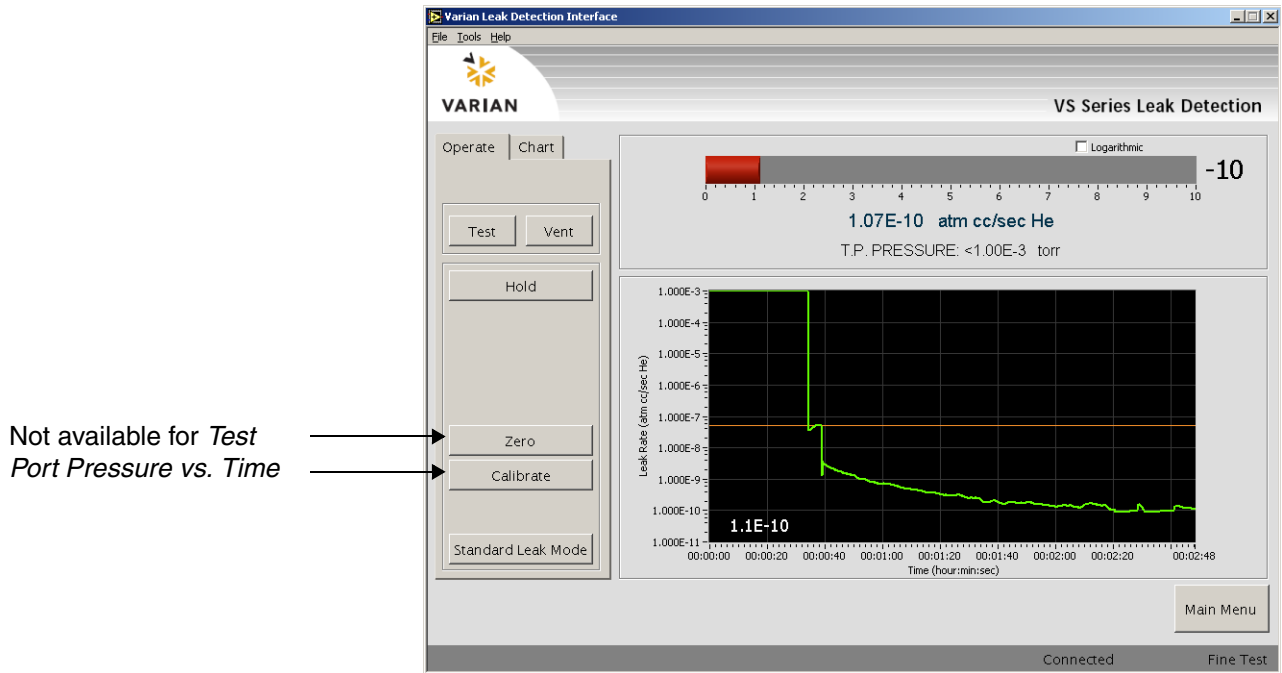 Varian Leak Detection Interface
File Tools Help
VARIAN
VS Series Leak Detection
Operate Chart
Logarithmic
-10
0 1 2 3 4 5 6 7 8 9 10
1.07E-10 atm cc/sec He
T.P. PRESSURE: <1.00E-3 torr
Test Vent
Hold
Zero
Calibrate
Standard Leak Mode
Not available for Test
Port Pressure vs. Time
Leak Rate (atm cc/sec He)
1.000E-3
1.000E-4
1.000E-5
1.000E-6
1.000E-7
1.000E-8
1.000E-9
1.000E-10
1.000E-11
1.1E-10
00:00:00 00:00:20 00:00:40 00:01:00 00:01:20 00:01:40 00:02:00 00:02:20 00:02:48
Time (hour:min:sec)
Main Menu
Connected Fine Test